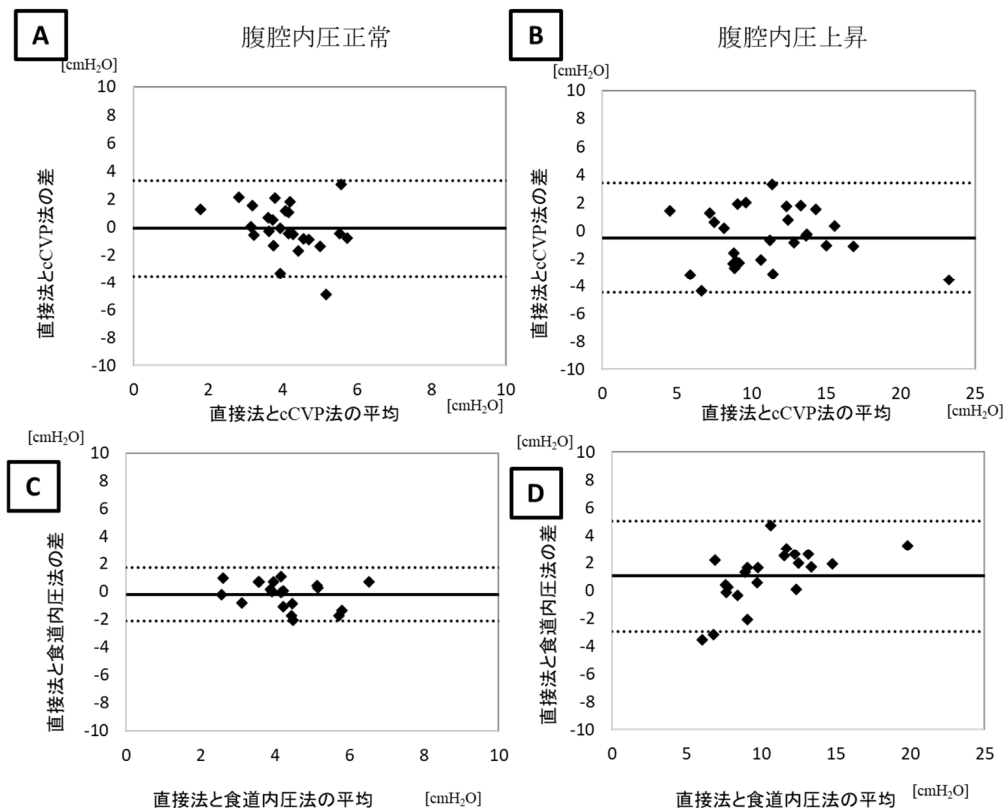 A
腹腔内圧正常
[cmH₂O]
直接法とcCVP法の差
10
8
6
4
2
0
-2
-4
-6
-8
-10
0 2 4 6 8 10
直接法とcCVP法の平均
[cmH₂O]
B
腹腔内圧上昇
[cmH₂O]
直接法とcCVP法の差
10
8
6
4
2
0
-2
-4
-6
-8
-10
0 5 10 15 20 25
直接法とcCVP法の平均
[cmH₂O]
C
[cmH₂O]
直接法と食道内圧法の差
10
8
6
4
2
0
-2
-4
-6
-8
-10
0 2 4 6 8 10
直接法と食道内圧法の平均
[cmH₂O]
D
[cmH₂O]
直接法と食道内圧法の差
10
8
6
4
2
0
-2
-4
-6
-8
-10
0 5 10 15 20 25
直接法と食道内圧法の平均
[cmH₂O]